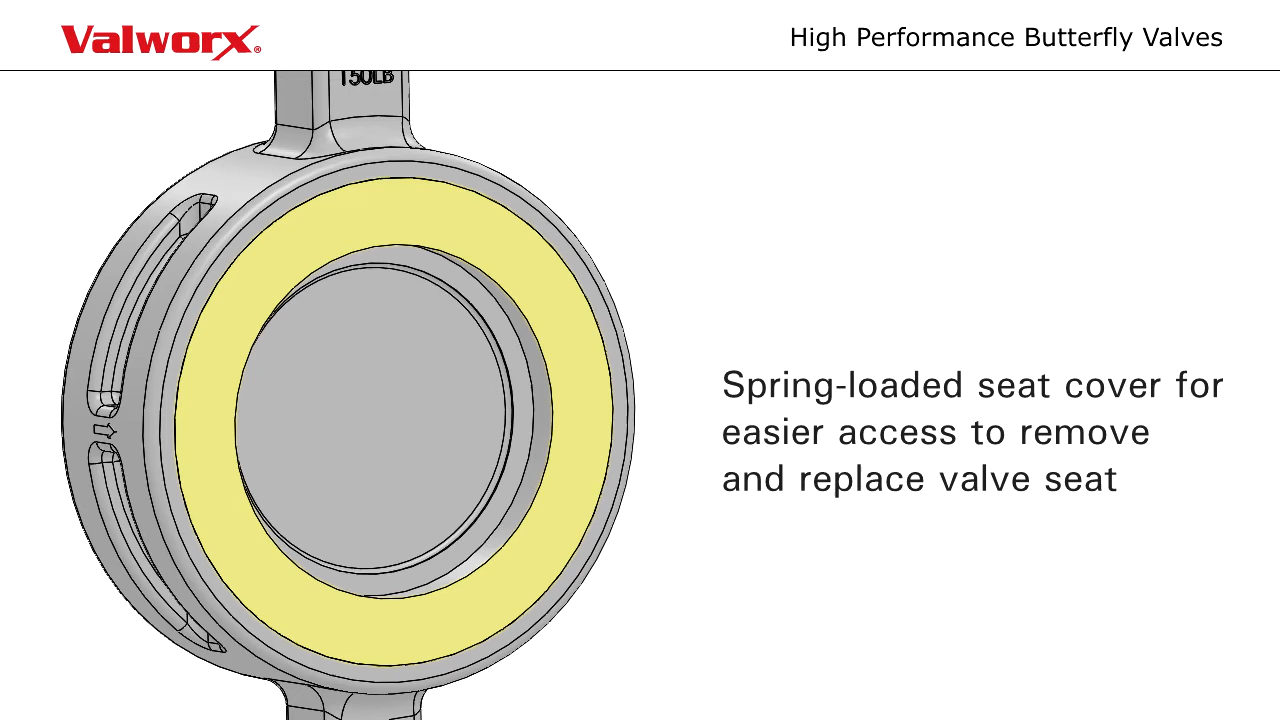 Valworx®
High Performance Butterfly Valves
150LB
Spring-loaded seat cover for
easier access to remove
and replace valve seat